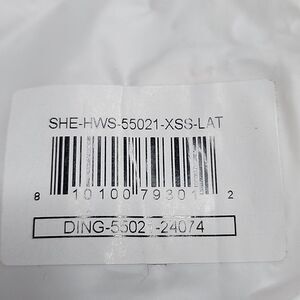 SHE-HWS-55021-XSS-LAT
8 10100 79301 2
DING-55021-24074